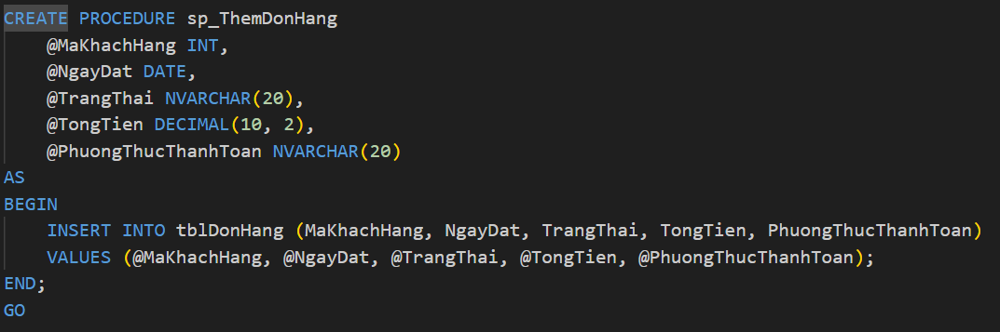 CREATE PROCEDURE sp_ThemDonHang
@MaKhachHang INT,
@NgayDat DATE,
@TrangThai NVARCHAR(20),
@TongTien DECIMAL(10, 2),
@PhuongThucThanhToan NVARCHAR(20)
AS
BEGIN
INSERT INTO tblDonHang (MaKhachHang, NgayDat, TrangThai, TongTien, PhuongThucThanhToan)
VALUES (@MaKhachHang, @NgayDat, @TrangThai, @TongTien, @PhuongThucThanhToan);
END;
GO